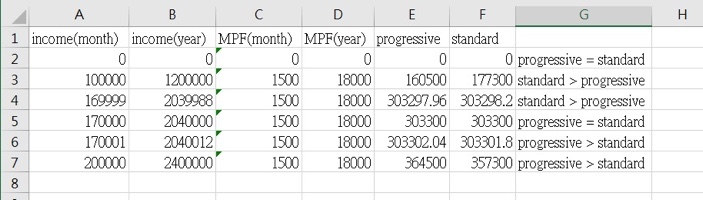 A B C D E F G H
1 income(month) income(year) MPF(month) MPF(year) progressive standard
2 0 0 0 0 0 0 progressive = standard
3 100000 1200000 1500 18000 160500 177300 standard > progressive
4 169999 2039988 1500 18000 303297.96 303298.2 standard > progressive
5 170000 2040000 1500 18000 303300 303300 progressive = standard
6 170001 2040012 1500 18000 303302.04 303301.8 progressive > standard
7 200000 2400000 1500 18000 364500 357300 progressive > standard
8